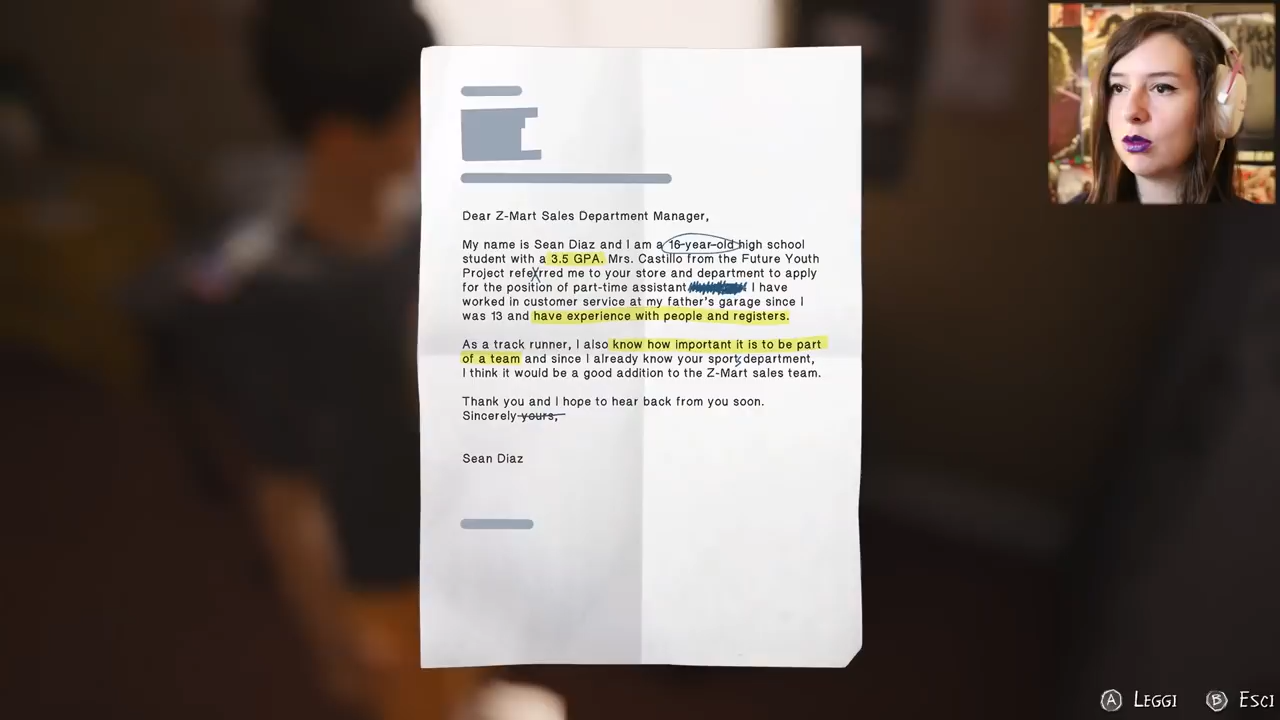 Dear Z-Mart Sales Department Manager,
My name is Sean Diaz and I am a 16-year-old high school
student with a 3.5 GPA. Mrs. Castillo from the Future Youth
Project referred me to your store and department to apply
for the position of part-time assistant I have
worked in customer service at my father's garage since I
was 13 and have experience with people and registers.
As a track runner, I also know how important it is to be part
of a team and since I already know your sport department,
I think it would be a good addition to the Z-Mart sales team.
Thank you and I hope to hear back from you soon.
Sincerely yours,
Sean Diaz
A LEGGI B ESCI